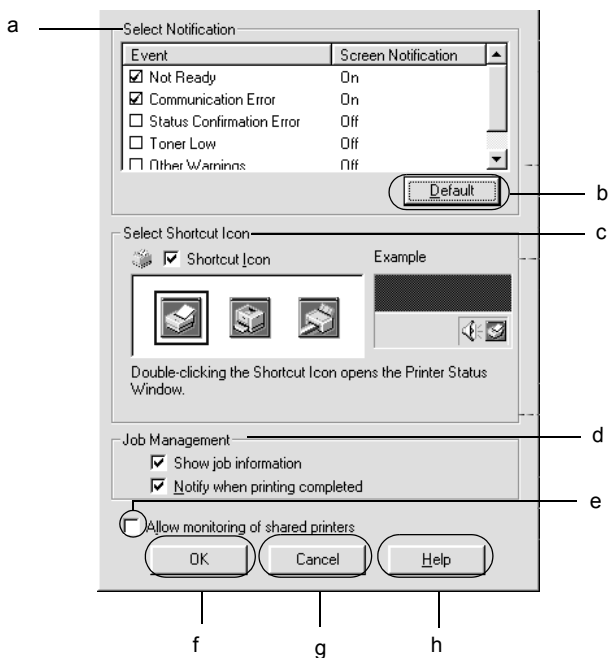 a
Select Notification
Event Screen Notification
Not Ready On
Communication Error On
Status Confirmation Error Off
Toner Low Off
Other Warnings Off
Default
b
Select Shortcut Icon
c
Shortcut Icon
Example
Double-clicking the Shortcut Icon opens the Printer Status
Window.
d
Job Management
Show job information
Notify when printing completed
e
Allow monitoring of shared printers
OK Cancel Help
f g h